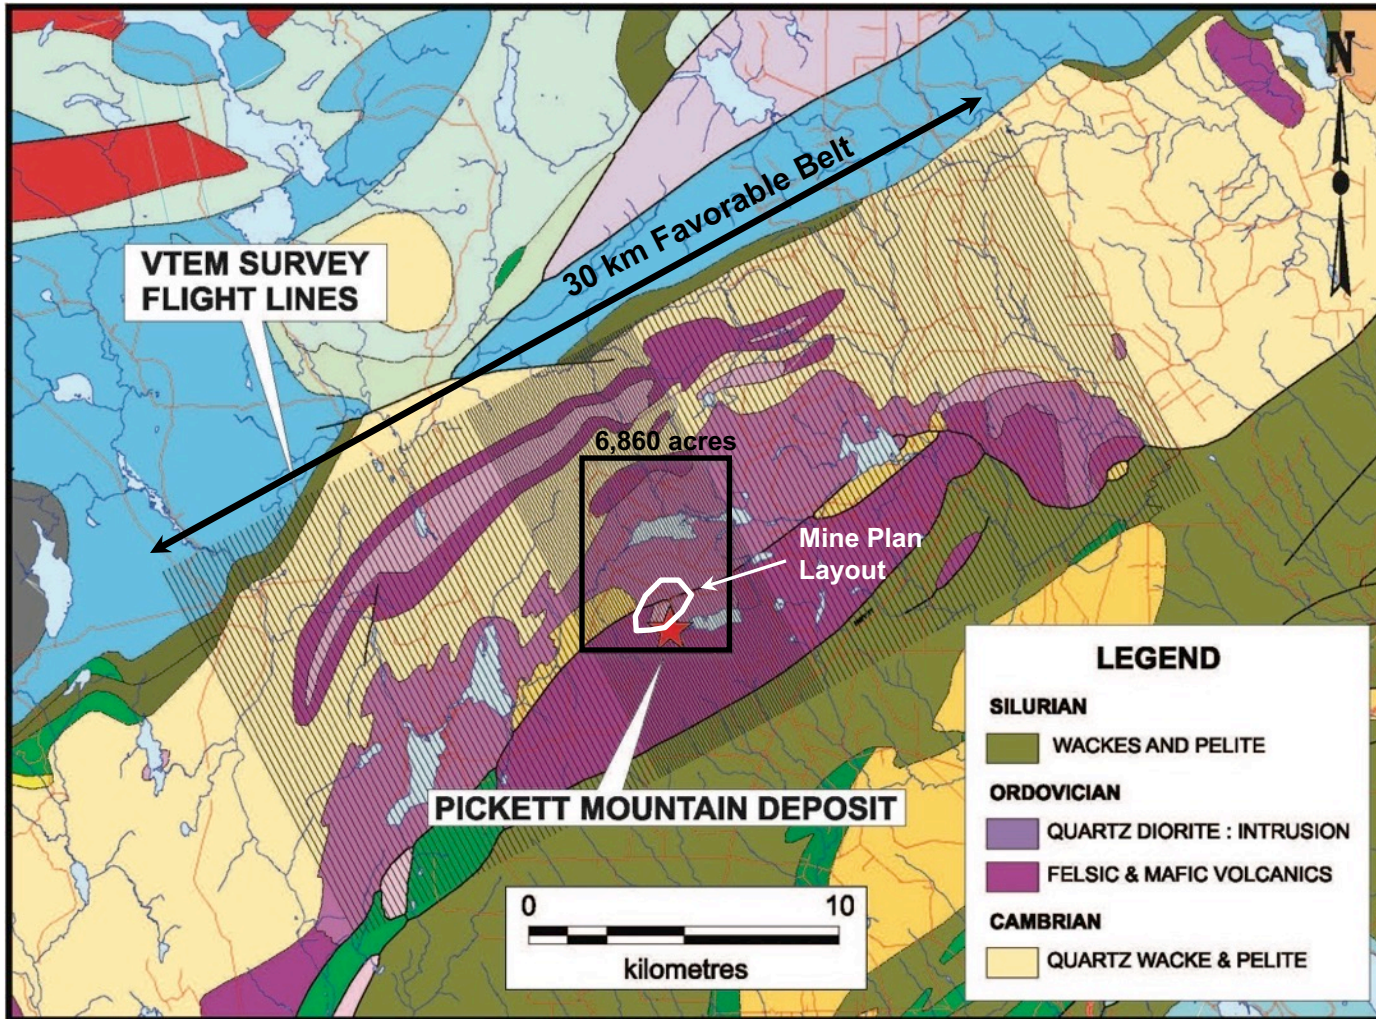 N
30 km Favorable Belt
VTEM SURVEY
FLIGHT LINES
6,860 acres
Mine Plan
Layout
PICKETT MOUNTAIN DEPOSIT
0 10
kilometres
LEGEND
SILURIAN
WACKES AND PELITE
ORDOVICIAN
QUARTZ DIORITE : INTRUSION
FELSIC & MAFIC VOLCANICS
CAMBRIAN
QUARTZ WACKE & PELITE